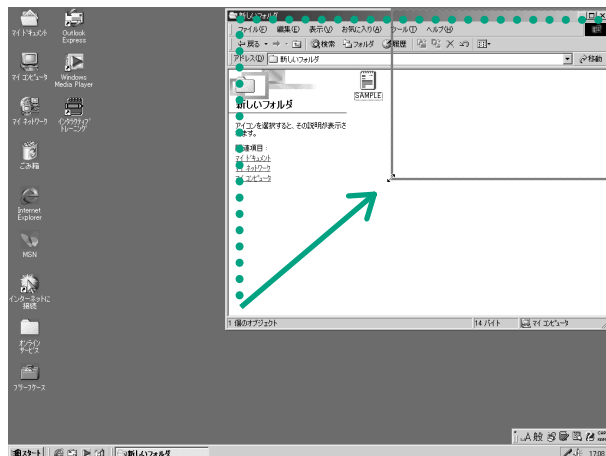 マイ ドキュメント
Outlook
Express
マイ コンピュータ
Windows
Media Player
マイ ネットワーク
インタラクティブ
トレーニング
ごみ箱
Internet
Explorer
MSN
インターネットに
接続
オンライン
サービス
ブリーフケース
新しいフォルダ
ファイル(F) 編集(E) 表示(V) お気に入り(A) ツール(T) ヘルプ(H)
戻る 検索 フォルダ 履歴
アドレス(D) 新しいフォルダ 移動
新しいフォルダ
アイコンを選択すると、その説明が表示さ
れます。
関連項目:
マイ ドキュメント
マイ ネットワーク
マイ コンピュータ
SAMPLE
1 個のオブジェクト 14 バイト マイ コンピュータ
A 般
スタート 新しいフォルダ 17:08